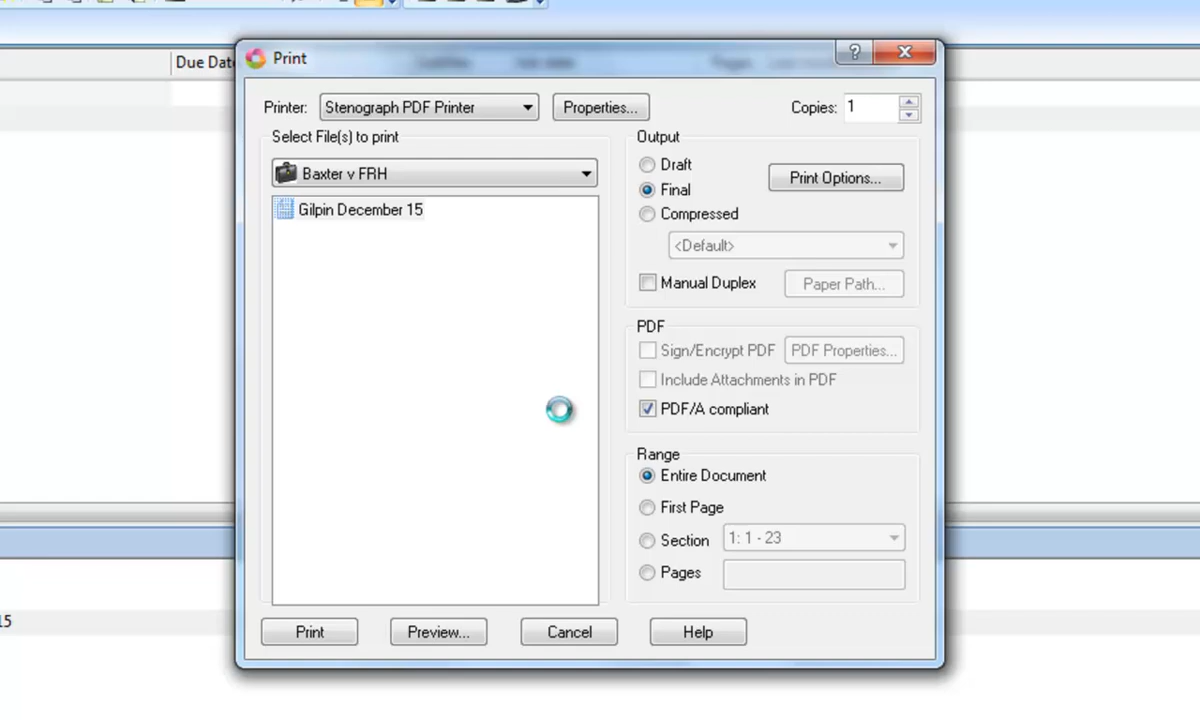 Due Dat
Print
Printer: Stenograph PDF Printer Properties... Copies: 1
Select File(s) to print
Baxter v FRH
Gilpin December 15
Output
Draft
Final
Print Options...
Compressed
<Default>
Manual Duplex Paper Path...
PDF
Sign/Encrypt PDF PDF Properties...
Include Attachments in PDF
PDF/A compliant
Range
Entire Document
First Page
Section 1: 1 - 23
Pages
15
Print Preview... Cancel Help